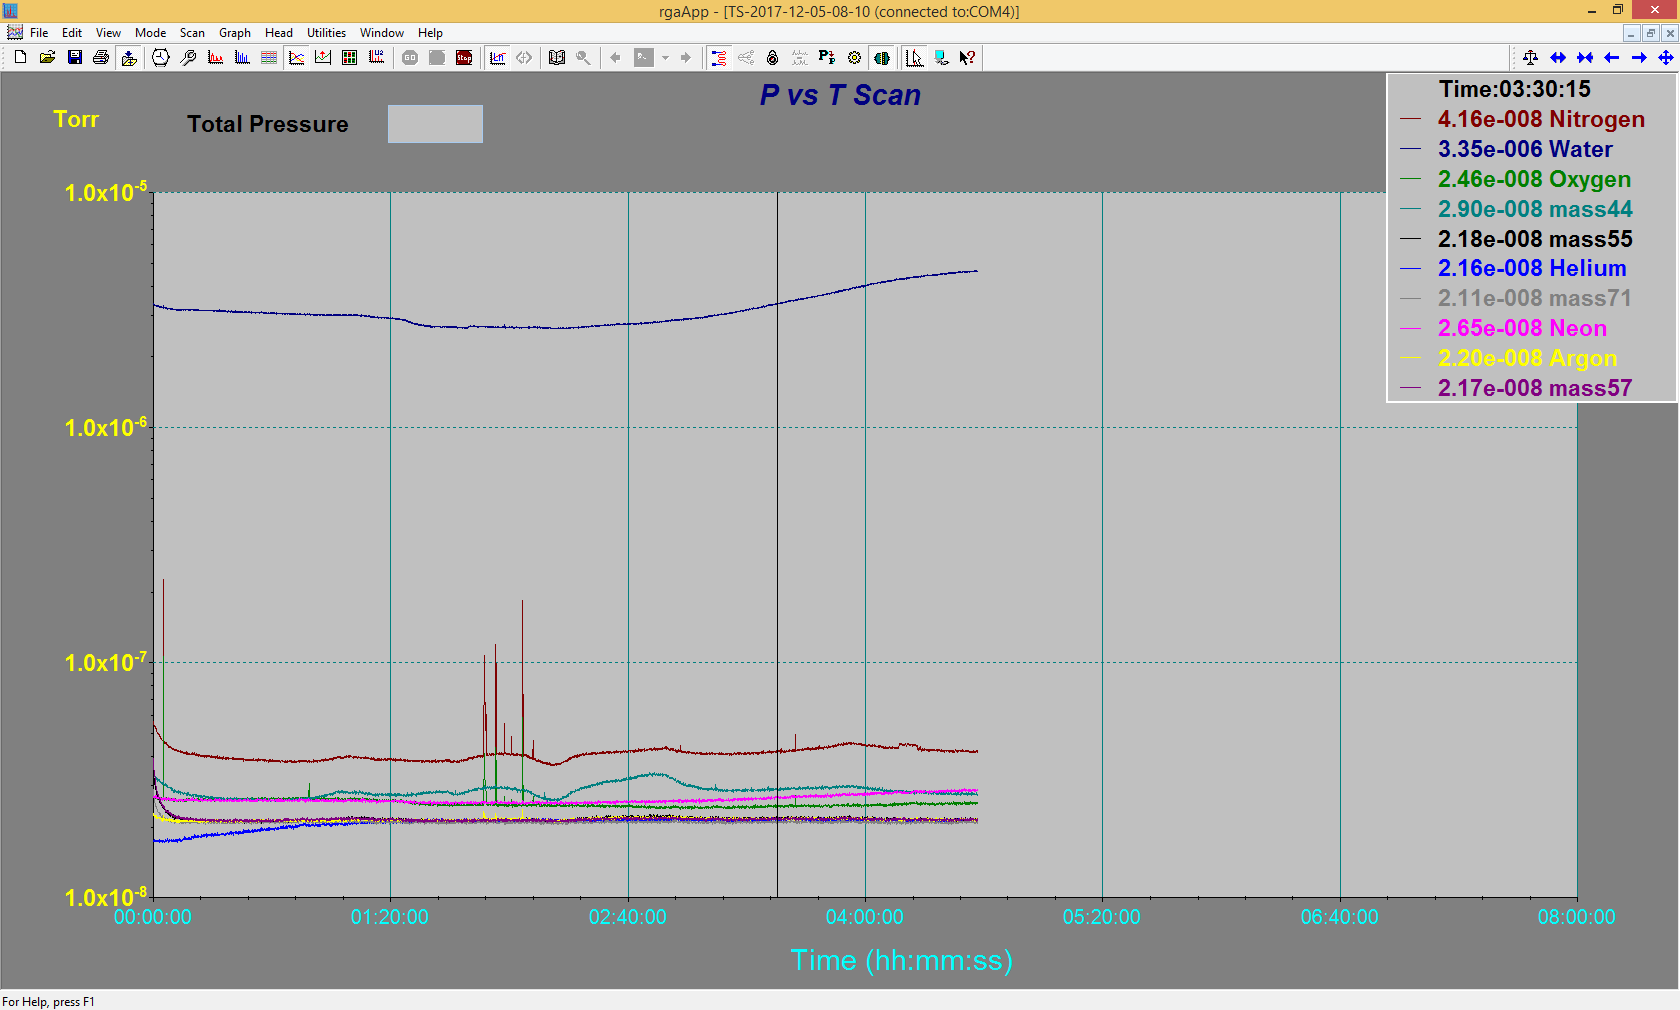 rgaApp - [TS-2017-12-05-08-10 (connected to:COM4)]
File Edit View Mode Scan Graph Head Utilities Window Help
GO Stop
P vs T Scan
Torr
Total Pressure
Time:03:30:15
4.16e-008 Nitrogen
3.35e-006 Water
2.46e-008 Oxygen
2.90e-008 mass44
2.18e-008 mass55
2.16e-008 Helium
2.11e-008 mass71
2.65e-008 Neon
2.20e-008 Argon
2.17e-008 mass57
1.0x10-5
1.0x10-6
1.0x10-7
1.0x10-8
00:00:00 01:20:00 02:40:00 04:00:00 05:20:00 06:40:00 08:00:00
Time (hh:mm:ss)
For Help, press F1